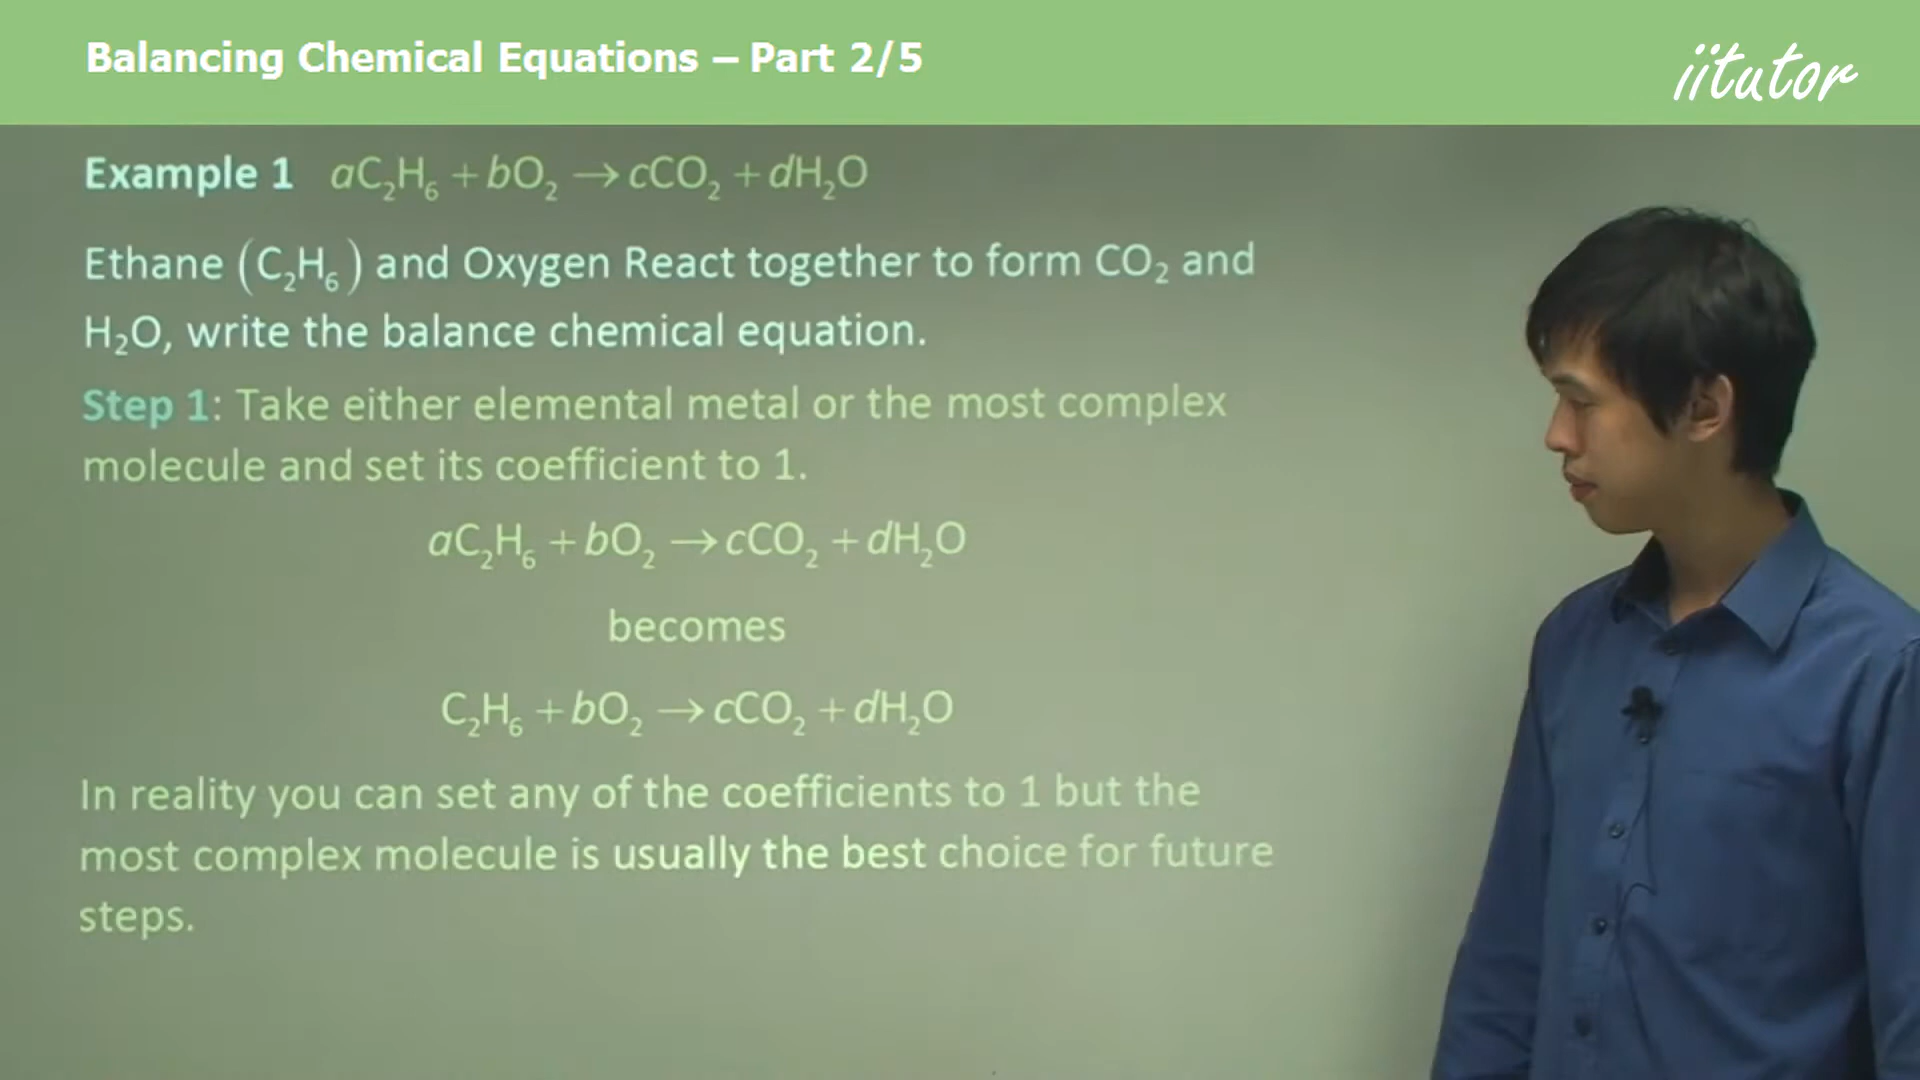 Balancing Chemical Equations – Part 2/5
iitutor
Example 1 aC₂H₆ + bO₂ → cCO₂ + dH₂O
Ethane (C₂H₆) and Oxygen React together to form CO₂ and
H₂O, write the balance chemical equation.
Step 1: Take either elemental metal or the most complex
molecule and set its coefficient to 1.
aC₂H₆ + bO₂ → cCO₂ + dH₂O
becomes
C₂H₆ + bO₂ → cCO₂ + dH₂O
In reality you can set any of the coefficients to 1 but the
most complex molecule is usually the best choice for future
steps.